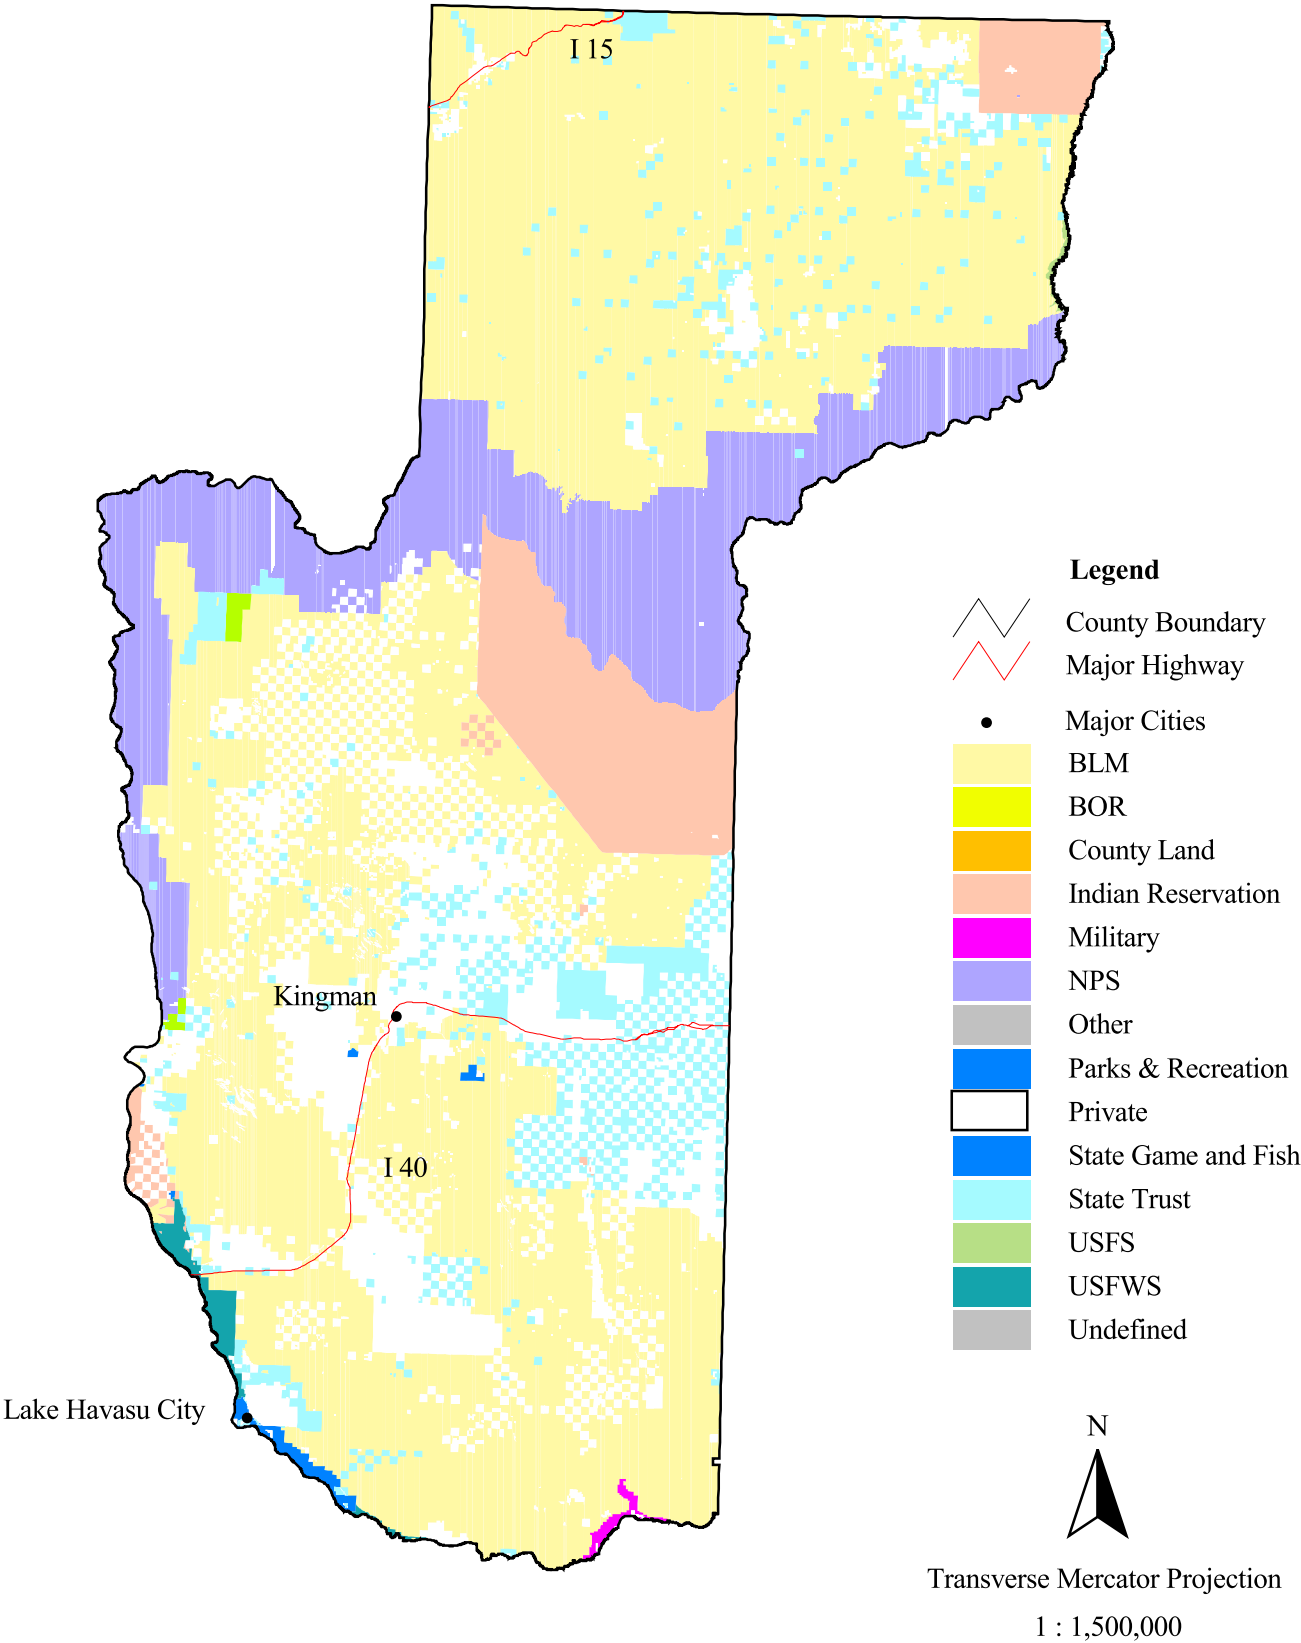 I 15
Legend
County Boundary
Major Highway
Major Cities
BLM
BOR
County Land
Indian Reservation
Military
NPS
Other
Parks & Recreation
Private
State Game and Fish
State Trust
USFS
USFWS
Undefined
Kingman
I 40
Lake Havasu City
N
Transverse Mercator Projection
1 : 1,500,000